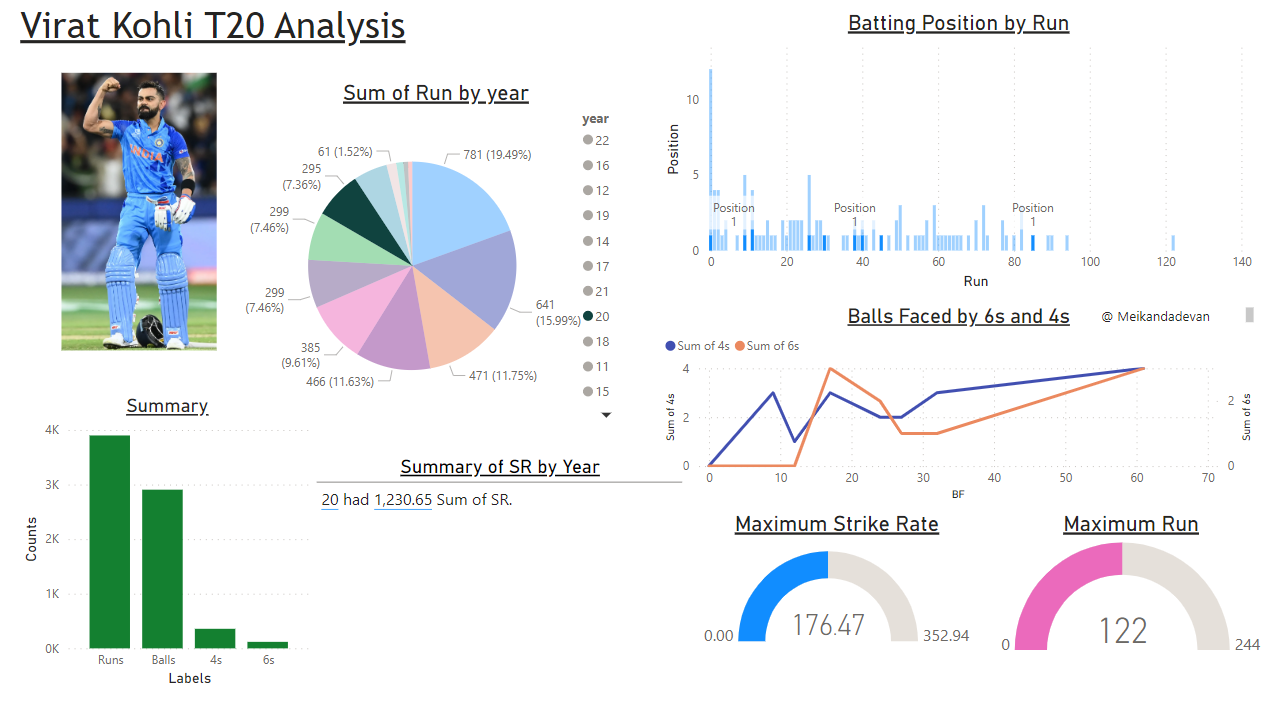 Virat Kohli T20 Analysis
INDIA
Sum of Run by year
781 (19.49%)
641
(15.99%)
471 (11.75%)
466 (11.63%)
385
(9.61%)
299
(7.46%)
299
(7.46%)
295
(7.36%)
61 (1.52%)
year
22
16
12
19
14
17
21
20
18
11
15
Summary
4K
3K
2K
1K
0K
Counts
Runs Balls 4s 6s
Labels
Summary of SR by Year
20 had 1,230.65 Sum of SR.
Batting Position by Run
Position
10
5
0
Position
1
Position
1
Position
1
0 20 40 60 80 100 120 140
Run
Balls Faced by 6s and 4s
@ Meikandadevan
Sum of 4s Sum of 6s
Sum of 4s
4
2
0
2
0
Sum of 6s
0 10 20 30 40 50 60 70
BF
Maximum Strike Rate
176.47
0.00 352.94
Maximum Run
122
0 244